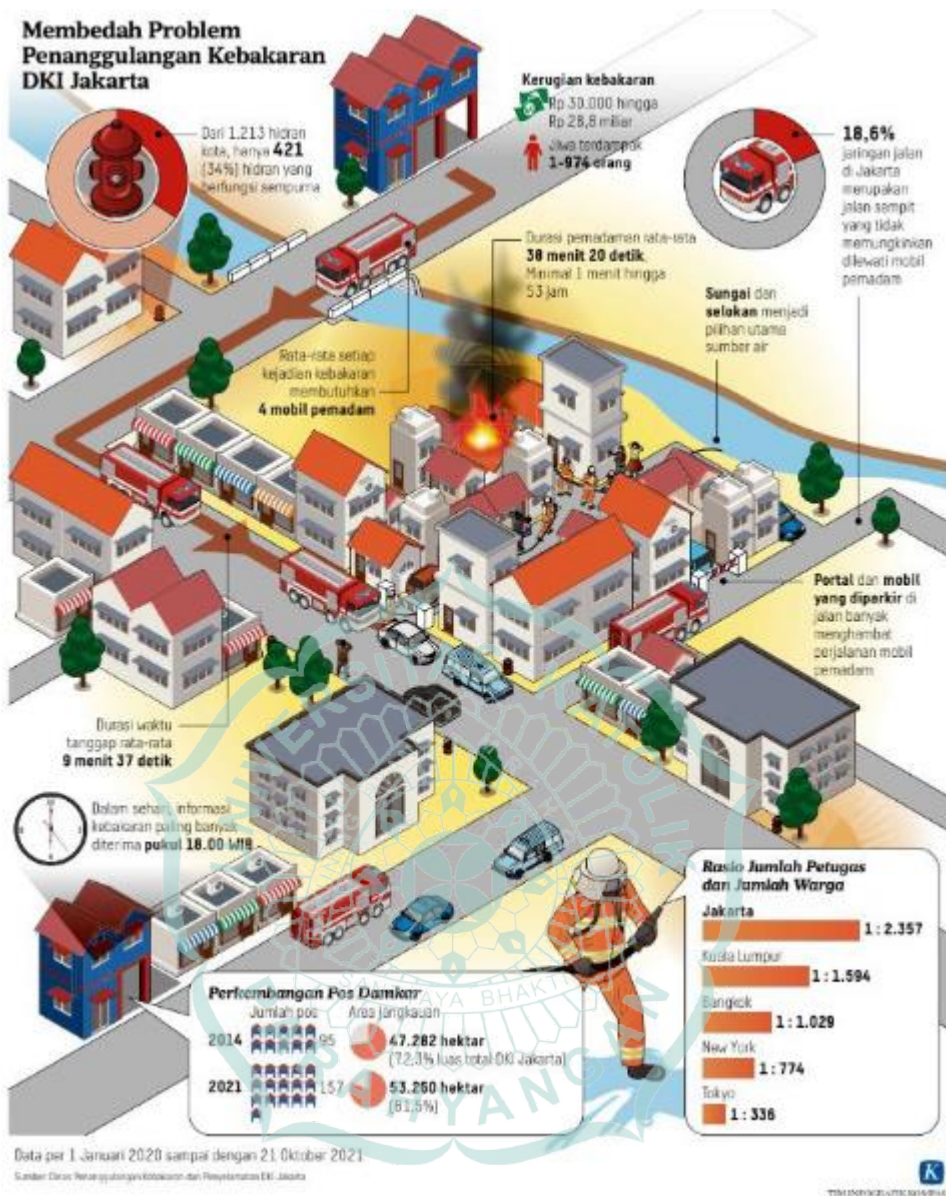 Membedah Problem
Penanggulangan Kebakaran
DKI Jakarta
Dari 1.213 hidran
kota, hanya 421
(34%) hidran yang
berfungsi sempurna
Kerugian kebakaran
Rp 30.000 hingga
Rp 28,8 miliar
Jiwa terdampak
1-974 orang
18,6%
jaringan jalan
di Jakarta
merupakan
jalan sempit
yang tidak
memungkinkan
dilewati mobil
pemadam
Durasi pemadaman rata-rata
38 menit 20 detik.
Minimal 1 menit hingga
53 jam
Sungai dan
selokan menjadi
pilihan utama
sumber air
Rata-rata setiap
kejadian kebakaran
membutuhkan
4 mobil pemadam
Portal dan mobil
yang diparkir di
jalan banyak
menghambat
perjalanan mobil
pemadam
Durasi waktu
tanggap rata-rata
9 menit 37 detik
Dalam sehari, informasi
kebakaran paling banyak
diterima pukul 18.00 WIB
Rasio Jumlah Petugas
dan Jumlah Warga
Jakarta
1 : 2.357
Kuala Lumpur
1 : 1.594
Bangkok
1 : 1.029
New York
1 : 774
Tokyo
1 : 336
Perkembangan Pos Damkar
Jumlah pos
Area jangkauan
2014
95
47.282 hektar
(72,3% luas total DKI Jakarta)
2021
157
53.250 hektar
(81,5%)
Data per 1 Januari 2020 sampai dengan 21 Oktober 2021
Sumber: Dinas Penanggulangan Kebakaran dan Penyelamatan DKI Jakarta
K